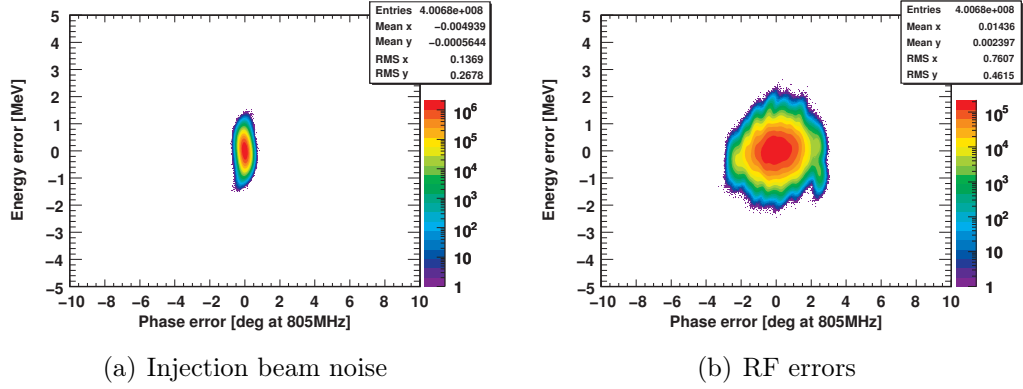 Entries 4.0068e+008
Mean x −0.004939
Mean y −0.0005644
RMS x 0.1369
RMS y 0.2678
5
4
3
2
1
0
−1
−2
−3
−4
−5
Energy error [MeV]
10^6
10^5
10^4
10^3
10^2
10
1
−10 −8 −6 −4 −2 0 2 4 6 8 10
Phase error [deg at 805MHz]
(a) Injection beam noise
Entries 4.0068e+008
Mean x 0.01436
Mean y 0.002397
RMS x 0.7607
RMS y 0.4615
5
4
3
2
1
0
−1
−2
−3
−4
−5
Energy error [MeV]
10^5
10^4
10^3
10^2
10
1
−10 −8 −6 −4 −2 0 2 4 6 8 10
Phase error [deg at 805MHz]
(b) RF errors